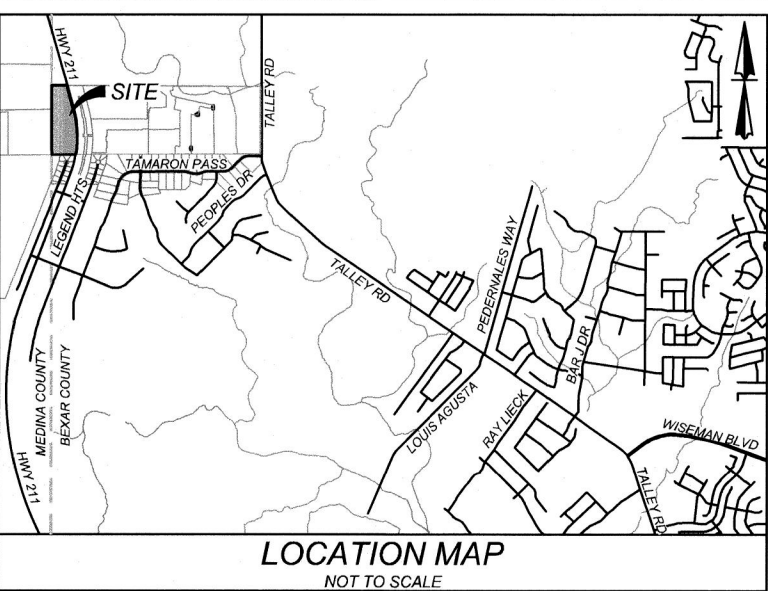 HWY 211
SITE
TALLEY RD
TAMARON PASS
PEOPLES DR
LEGEND HTS
TALLEY RD
PEDERNALES WAY
BAR J DR
MEDINA COUNTY
BEXAR COUNTY
LOUIS AGUSTA
RAY LIECK
WISEMAN BLVD
HWY 211
TALLEY RD
LOCATION MAP
NOT TO SCALE